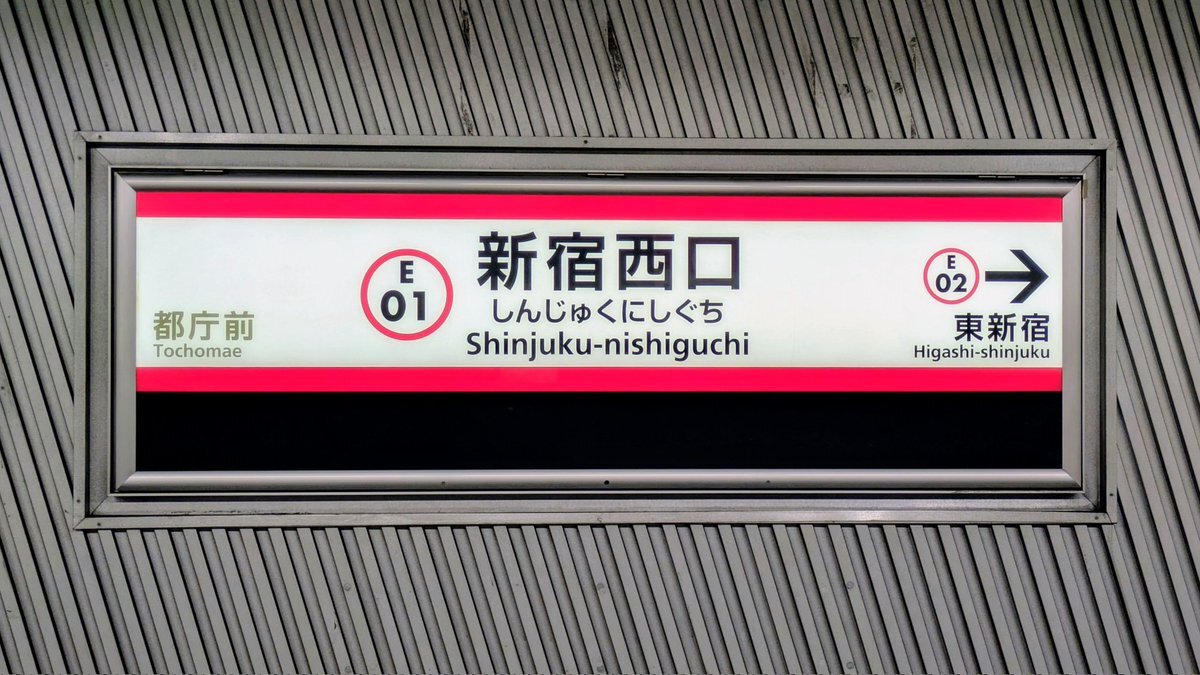 都庁前
Tochomae
E
01
新宿西口
しんじゅくにしぐち
Shinjuku-nishiguchi
E
02
→
東新宿
Higashi-shinjuku